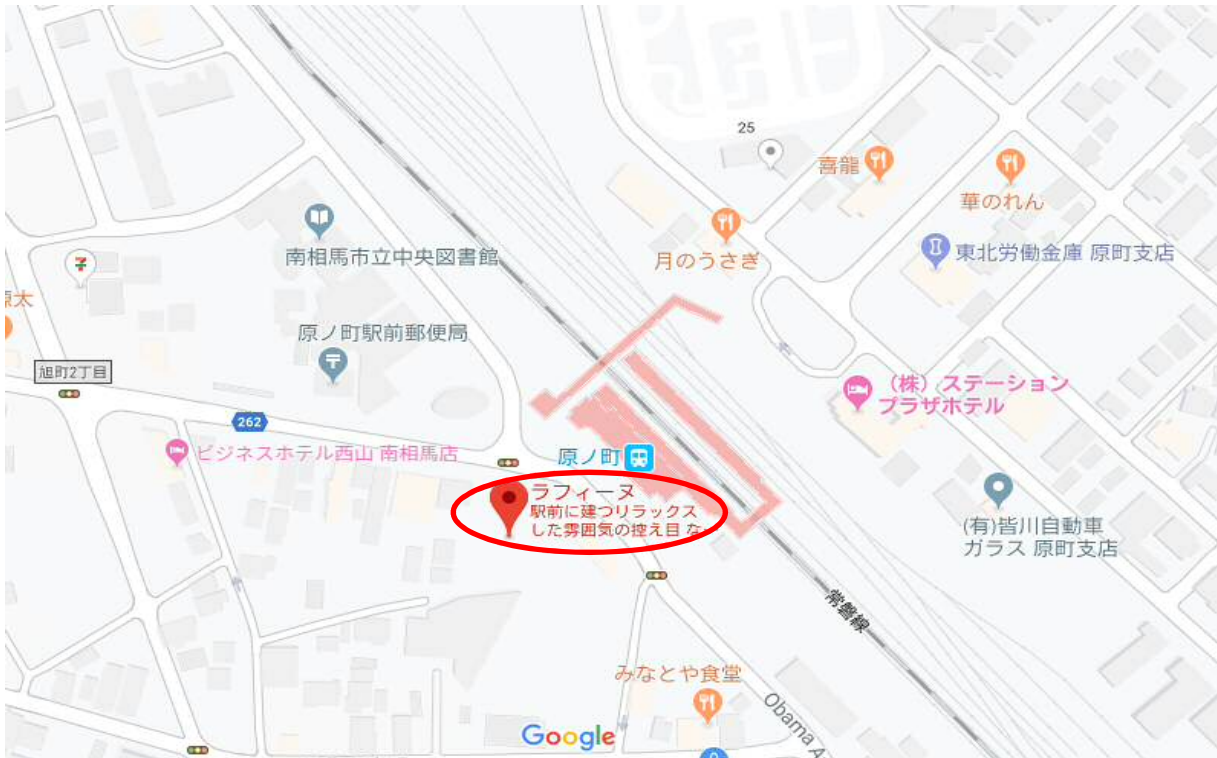 25
喜龍
華のれん
南相馬市立中央図書館
月のうさぎ
東北労働金庫 原町支店
原太
原ノ町駅前郵便局
旭町2丁目
(株) ステーション
プラザホテル
262
ビジネスホテル西山 南相馬店
原ノ町
ラフィーヌ
駅前に建つリラックス
した雰囲気の控え目 な…
(有)皆川自動車
ガラス 原町支店
常磐線
みなとや食堂
Obama A
Google